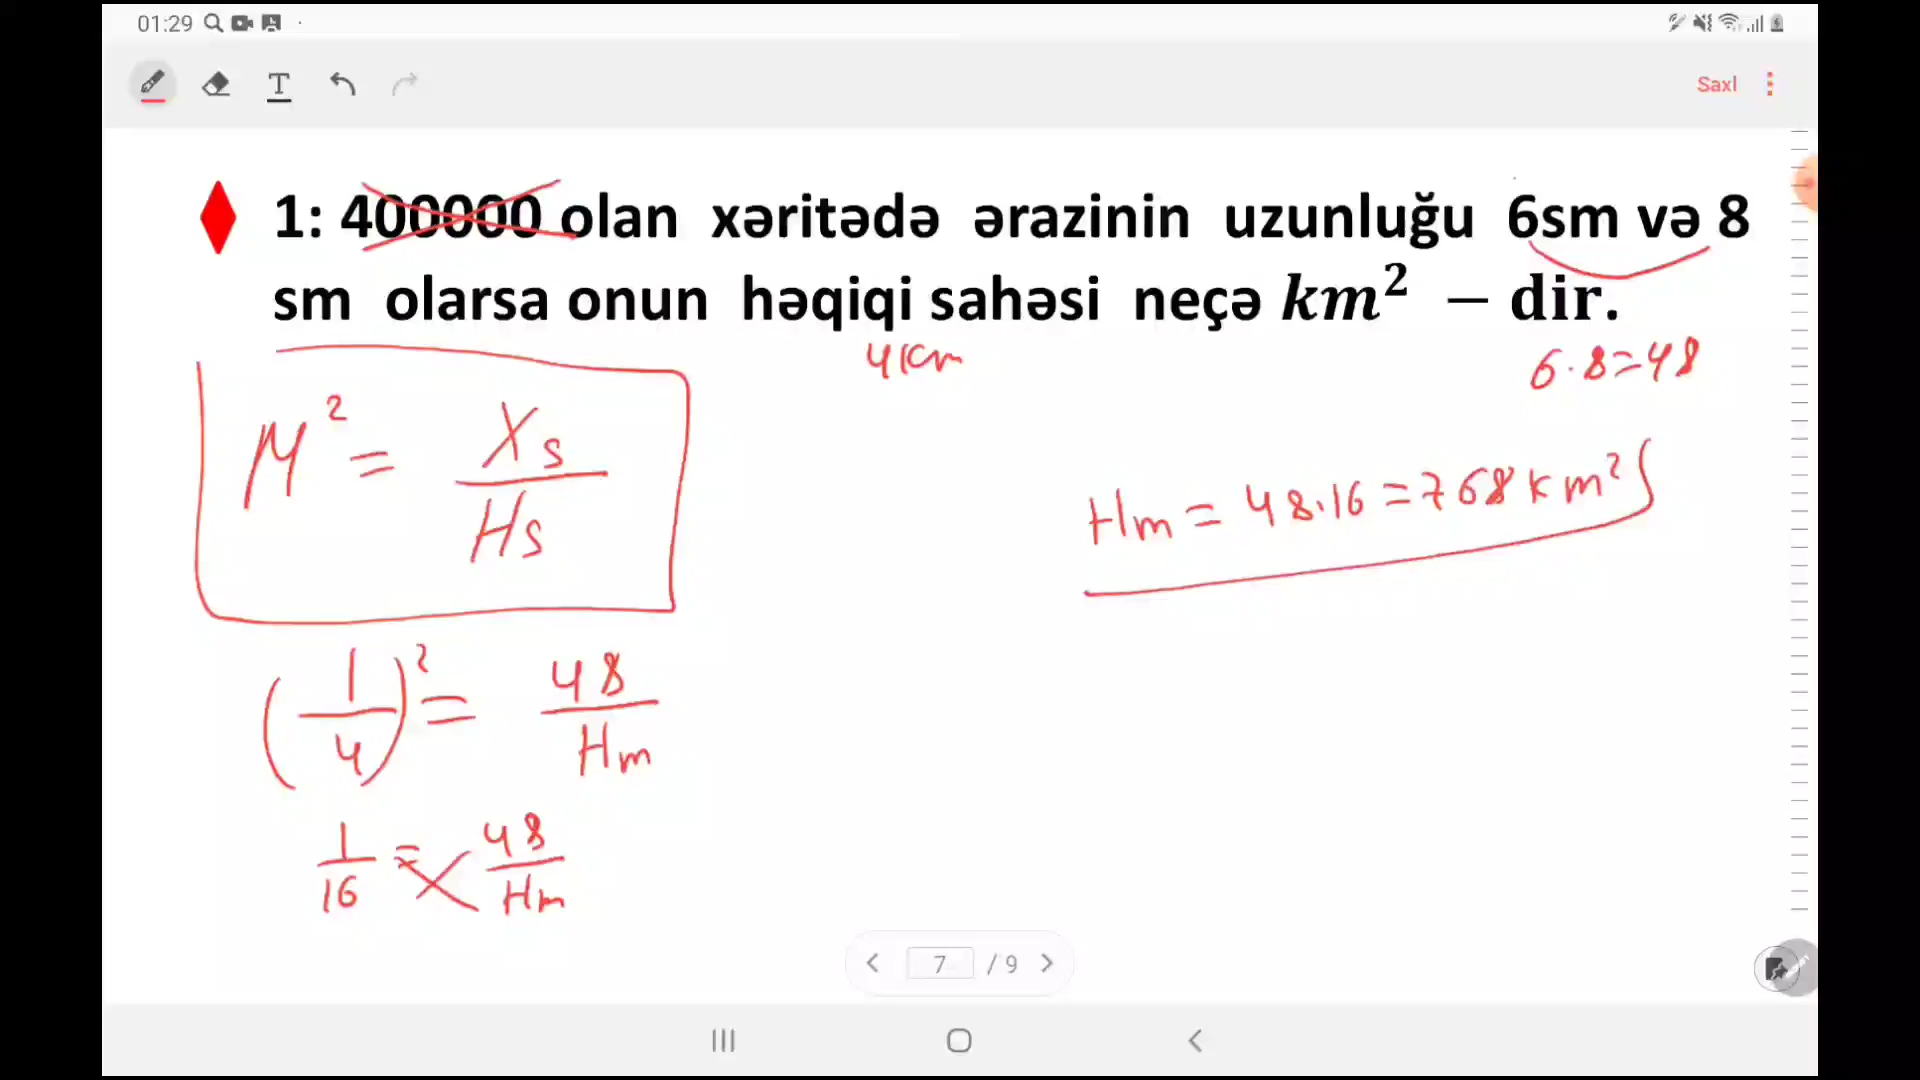 01:29
Saxl
1: 400000 olan xəritədə ərazinin uzunluğu 6sm və 8
sm olarsa onun həqiqi sahəsi neçə km² – dir.
4km
6·8=48
M² = Xs/Hs
Hm = 48·16 = 768 km²
(1/4)² = 48/Hm
1/16 = 48/Hm
7 / 9